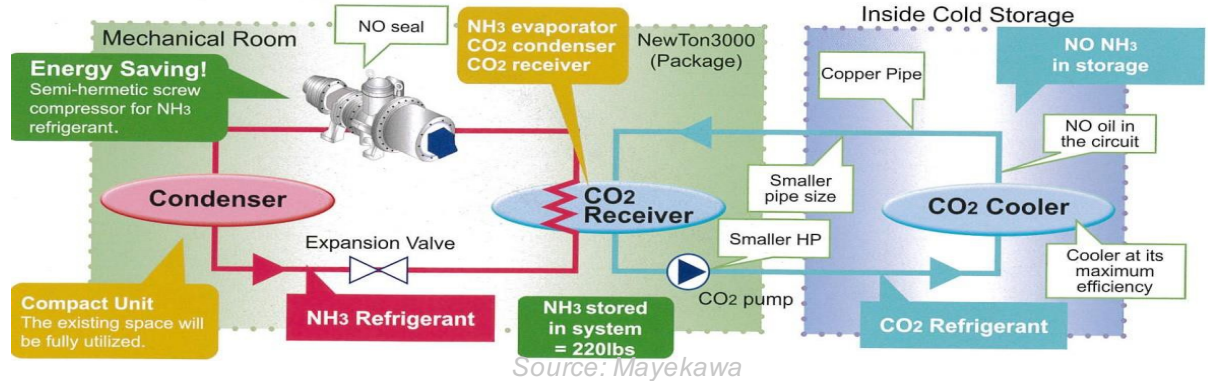 Mechanical Room
NO seal
NH3 evaporator
CO2 condenser
CO2 receiver
NewTon3000
(Package)
Inside Cold Storage
Energy Saving!
Semi-hermetic screw
compressor for NH3
refrigerant.
Copper Pipe
NO NH3
in storage
NO oil in
the circuit
Condenser
CO2
Receiver
Smaller
pipe size
CO2 Cooler
Expansion Valve
Smaller HP
Cooler at its
maximum
efficiency
Compact Unit
The existing space will
be fully utilized.
NH3 Refrigerant
NH3 stored
in system
= 220lbs
CO2 pump
CO2 Refrigerant
Source: Mayekawa